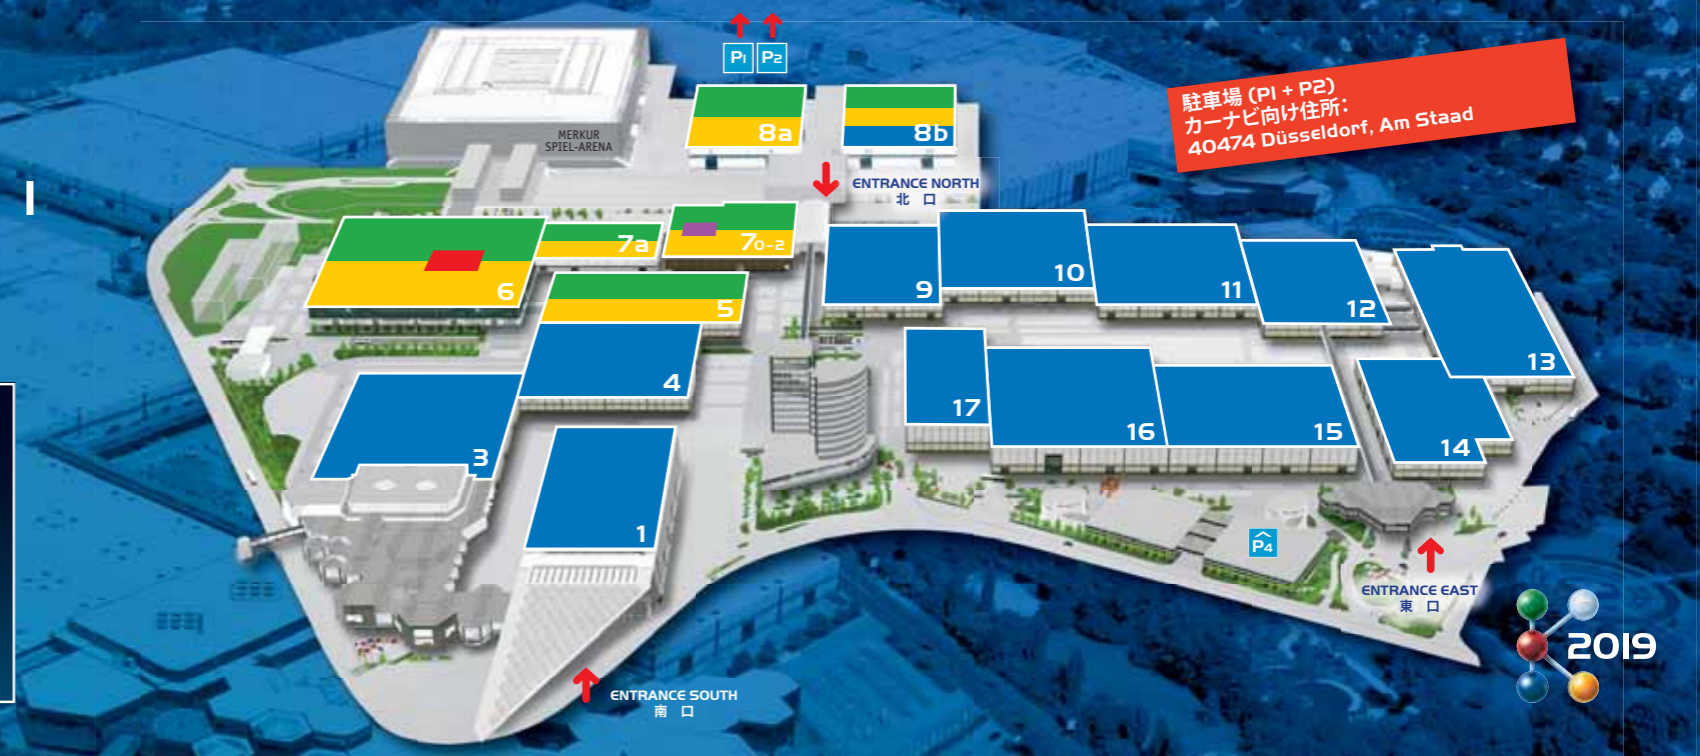 P1 P2
駐車場 (P1 + P2)
カーナビ向け住所:
40474 Düsseldorf, Am Staad
MERKUR
SPIEL-ARENA
8a
8b
ENTRANCE NORTH
北 口
I
6
7a
70-2
5
4
3
1
9
10
11
12
13
17
16
15
14
P4
ENTRANCE EAST
東 口
2019
ENTRANCE SOUTH
南 口